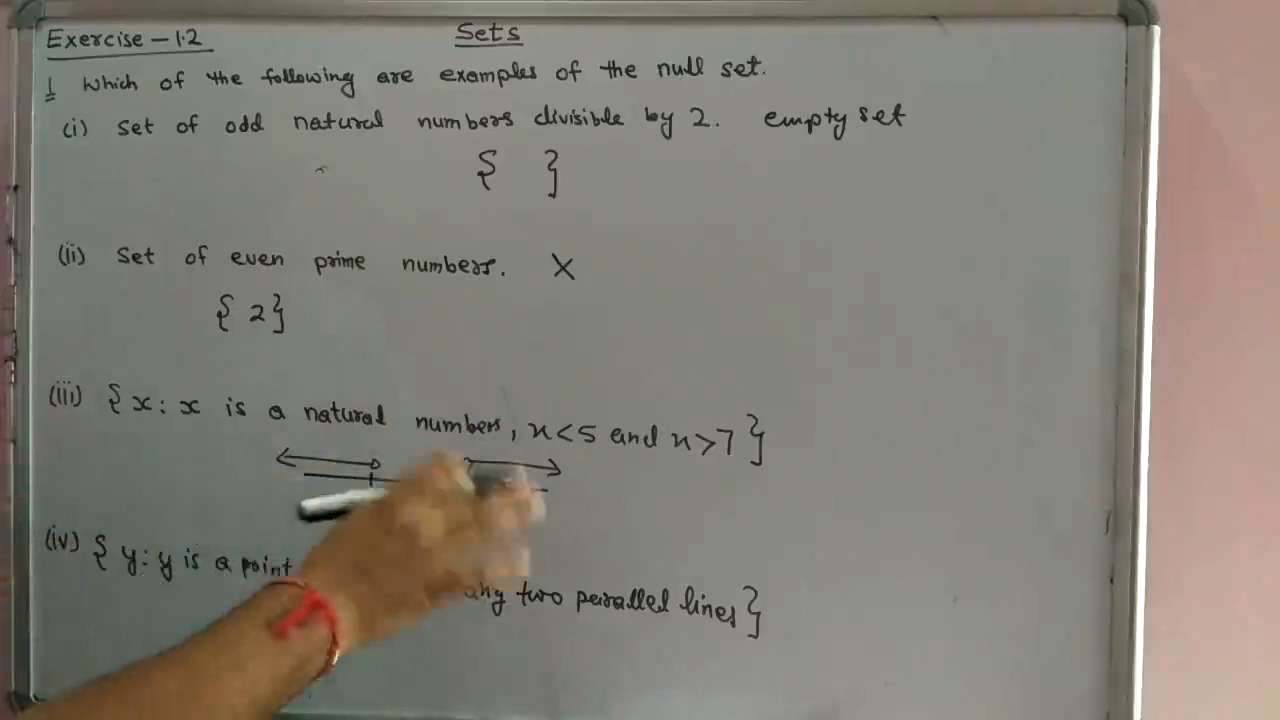 Exercise - 1.2 Sets
1 Which of the following are examples of the null set.
(i) Set of odd natural numbers divisible by 2. empty set
{ }
(ii) Set of even prime numbers. X
{ 2 }
(iii) { x : x is a natural numbers, x < 5 and x > 7 }
(iv) { y : y is a point any two parallel lines }